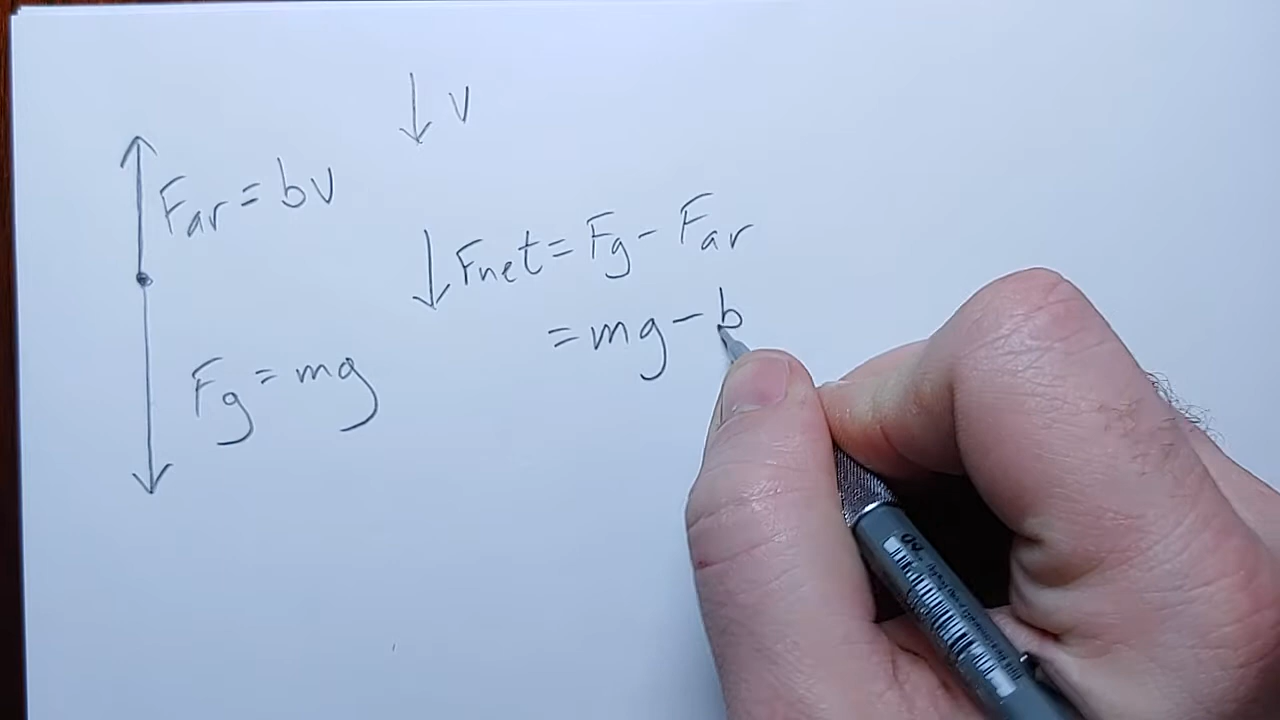 v
Far = bv
Fnet = Fg - Far
= mg - b
Fg = mg